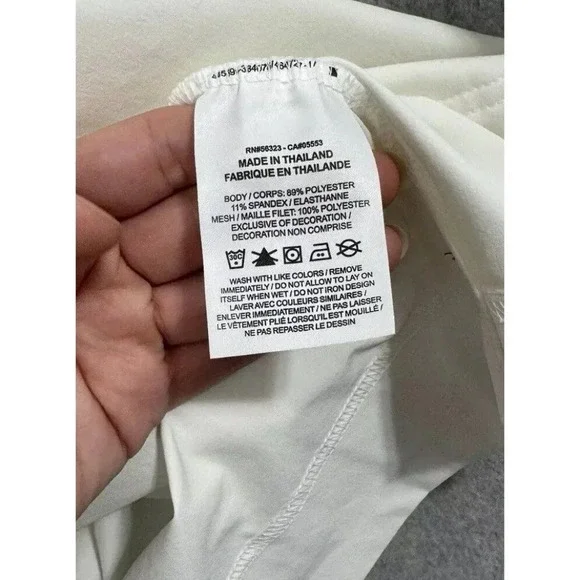 RN#56323 - CA#05553
MADE IN THAILAND
FABRIQUE EN THAILANDE
BODY / CORPS: 89% POLYESTER
11% SPANDEX / ELASTHANNE
MESH / MAILLE FILET: 100% POLYESTER
EXCLUSIVE OF DECORATION /
DECORATION NON COMPRISE
30C
WASH WITH LIKE COLORS / REMOVE
IMMEDIATELY / DO NOT ALLOW TO LAY ON
ITSELF WHEN WET / DO NOT IRON DESIGN
LAVER AVEC COULEURS SIMILAIRES /
ENLEVER IMMEDIATEMENT / NE PAS LAISSER
LE VÊTEMENT PLIÉ LORSQU'IL EST MOUILLÉ /
NE PAS REPASSER LE DESSIN